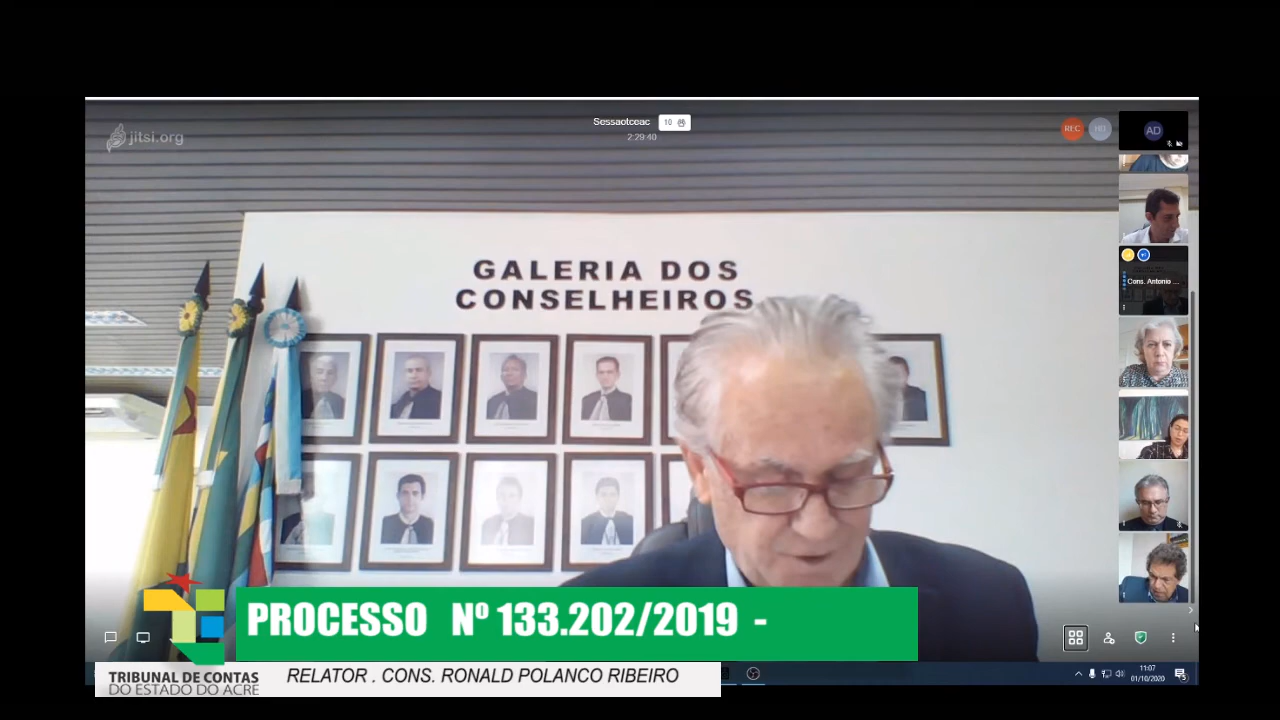 jitsi.org
Sessaotceac 10
2:29:40
REC
HD
AD
Cons. Antonio ...
GALERIA DOS
CONSELHEIROS
PROCESSO Nº 133.202/2019 -
RELATOR . CONS. RONALD POLANCO RIBEIRO
TRIBUNAL DE CONTAS
DO ESTADO DO ACRE
11:07
01/10/2020